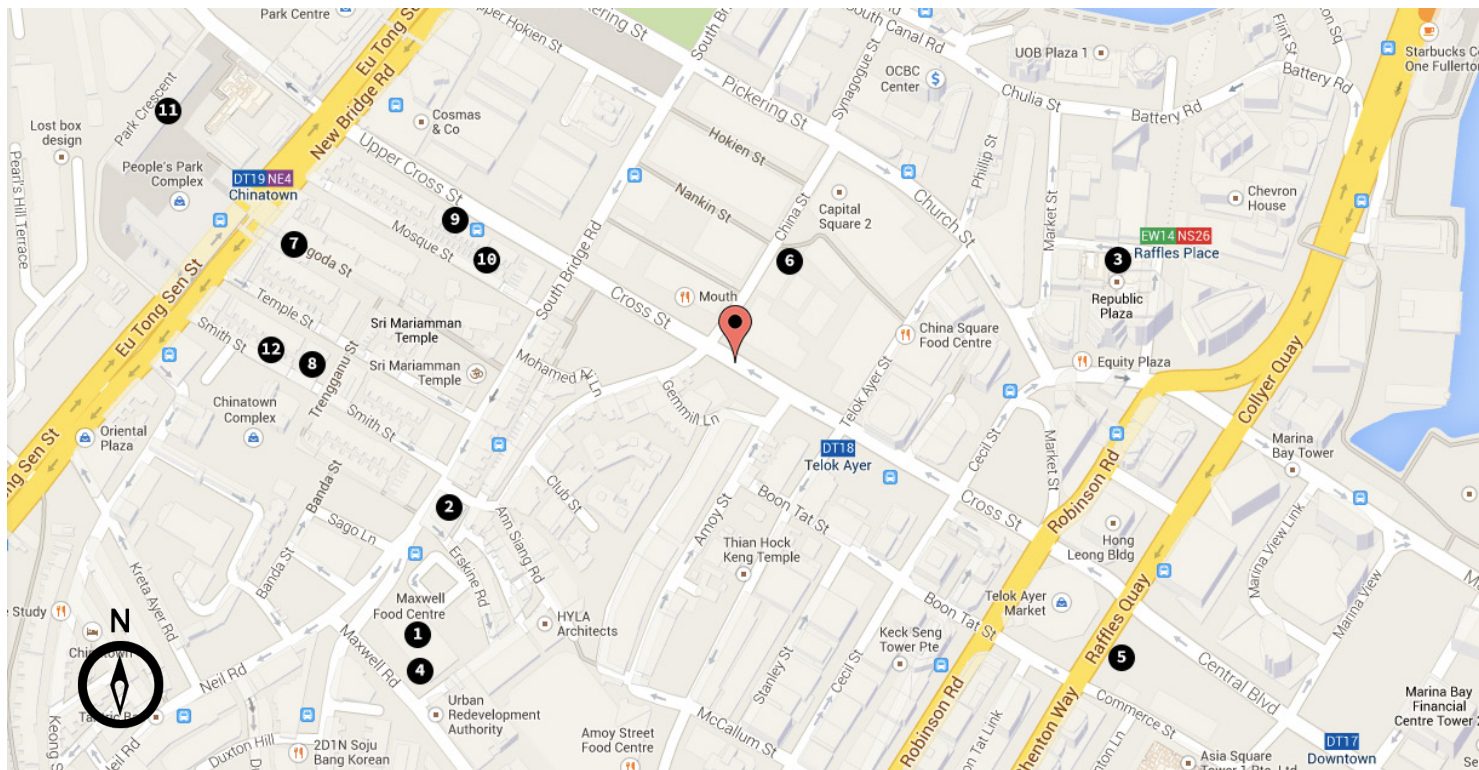 Park Centre
Eu Tong Sen St
Upper Hokien St
Pickering St
South Bridge Rd
South Canal Rd
Synagogue St
UOB Plaza 1
Flint St
Battery Rd
Starbucks
One Fullerton
OCBC
Center
Chulia St
Battery Rd
Pickering St
Park Crescent
11
New Bridge Rd
Cosmas
& Co
Lost box
design
Hokien St
Phillip St
Upper Cross St
People's Park
Complex
DT19 NE4
Chinatown
Pearl's Hill Terrace
Nankin St
China St
Capital
Square 2
Church St
Market St
Chevron
House
9
Mosque St
10
7
Pagoda St
South Bridge Rd
6
EW14 NS26
Raffles Place
3
Republic
Plaza
Temple St
Mouth
Cross St
Eu Tong Sen St
Smith St
Sri Mariamman
Temple
China Square
Food Centre
12
8
Trengganu St
Sri Mariamman
Temple
Mohamed Ali Ln
Equity Plaza
Collyer Quay
Gemmill Ln
Telok Ayer St
Chinatown
Complex
Smith St
Oriental
Plaza
DT18
Telok Ayer
Cecil St
Market St
Robinson Rd
Marina
Bay Tower
Banda St
Club St
2
Ann Siang Rd
Amoy St
Boon Tat St
Cross St
Sago Ln
Hong
Leong Bldg
Marina View Link
Thian Hock
Keng Temple
Banda St
Erskine Rd
Kreta Ayer Rd
Maxwell
Food Centre
Study
HYLA
Architects
Telok Ayer
Market
Boon Tat St
Raffles Quay
Marina View
N
1
Maxwell Rd
4
Keck Seng
Tower Pte
5
Central Blvd
Neil Rd
Stanley St
Cecil St
Urban
Redevelopment
Authority
McCallum St
Robinson Rd
Shenton Way
Commerce St
Marina Bay
Financial
Centre Tower 2
Duxton Hill
2D1N Soju
Bang Korean
Amoy Street
Food Centre
Asia Square
DT17
Downtown